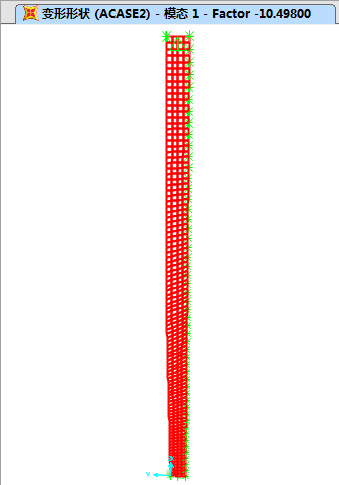 变形形状 (ACASE2) - 模态 1 - Factor -10.49800
Y